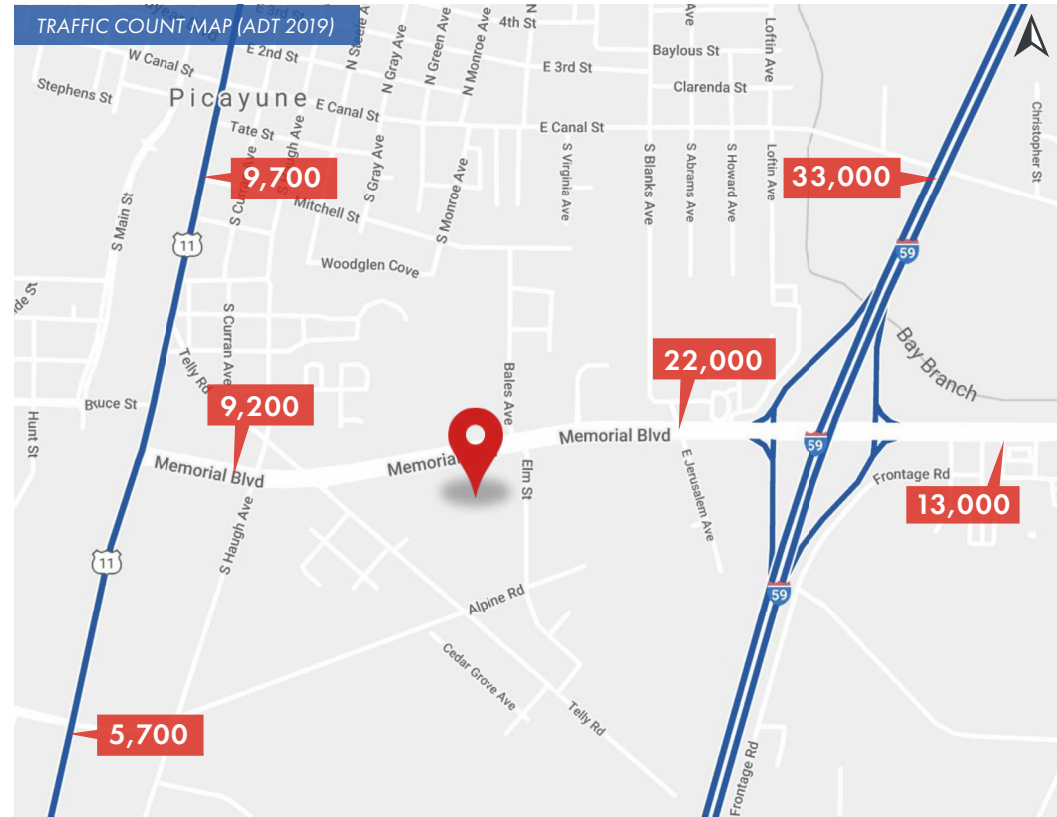 TRAFFIC COUNT MAP (ADT 2019)
E 3rd St
4th St
N Gray Ave
N Green Ave
N Monroe Ave
Ave
Loftin Ave
Baylous St
W Canal St
E 2nd St
E 3rd St
Clarenda St
Stephens St
Picayune
E Canal St
E Canal St
Christopher St
Tate St
9,700
33,000
S Gray Ave
S Monroe Ave
S Virginia Ave
S Blanks Ave
S Abrams Ave
S Howard Ave
Loftin Ave
S Main St
Mitchell St
11
59
Woodglen Cove
S Curran Ave
Telly Rd
Bales Ave
22,000
Bay Branch
Bruce St
9,200
Hunt St
Memorial Blvd
Memorial
Memorial Blvd
59
Elm St
E Jerusalem Ave
Frontage Rd
13,000
S Haugh Ave
11
59
Alpine Rd
Cedar Grove Ave
Telly Rd
5,700
Frontage Rd